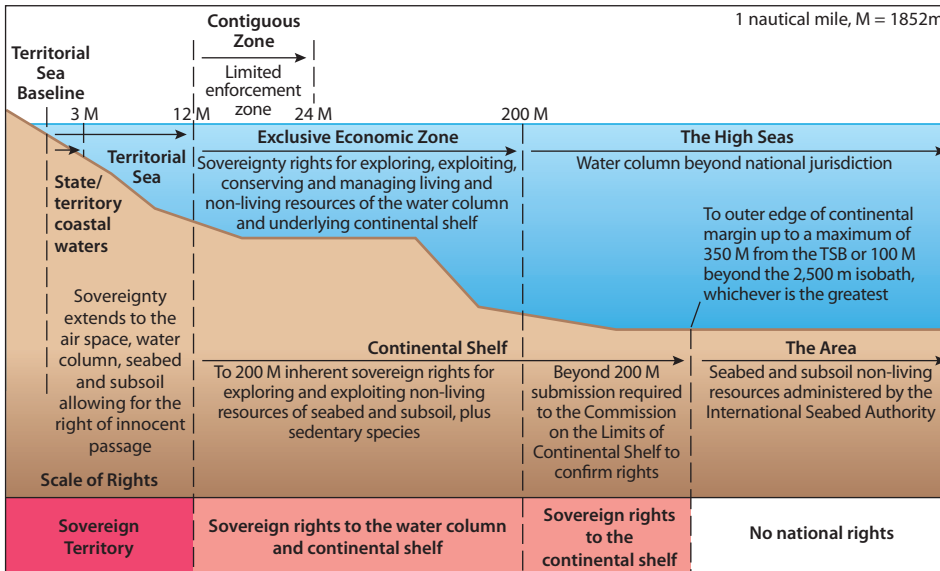 1 nautical mile, M = 1852m
Contiguous
Zone
Limited
enforcement
zone
Territorial
Sea
Baseline
3 M
12 M
24 M
200 M
Territorial
Sea
State/
territory
coastal
waters
Exclusive Economic Zone
Sovereignty rights for exploring, exploiting,
conserving and managing living and
non-living resources of the water column
and underlying continental shelf
The High Seas
Water column beyond national jurisdiction
To outer edge of continental
margin up to a maximum of
350 M from the TSB or 100 M
beyond the 2,500 m isobath,
whichever is the greatest
Sovereignty
extends to the
air space, water
column, seabed
and subsoil
allowing for the
right of innocent
passage
Continental Shelf
To 200 M inherent sovereign rights for
exploring and exploiting non-living
resources of seabed and subsoil, plus
sedentary species
Beyond 200 M
submission required
to the Commission
on the Limits of
Continental Shelf to
confirm rights
The Area
Seabed and subsoil non-living
resources administered by the
International Seabed Authority
Scale of Rights
Sovereign
Territory
Sovereign rights to the water column
and continental shelf
Sovereign rights
to the
continental shelf
No national rights